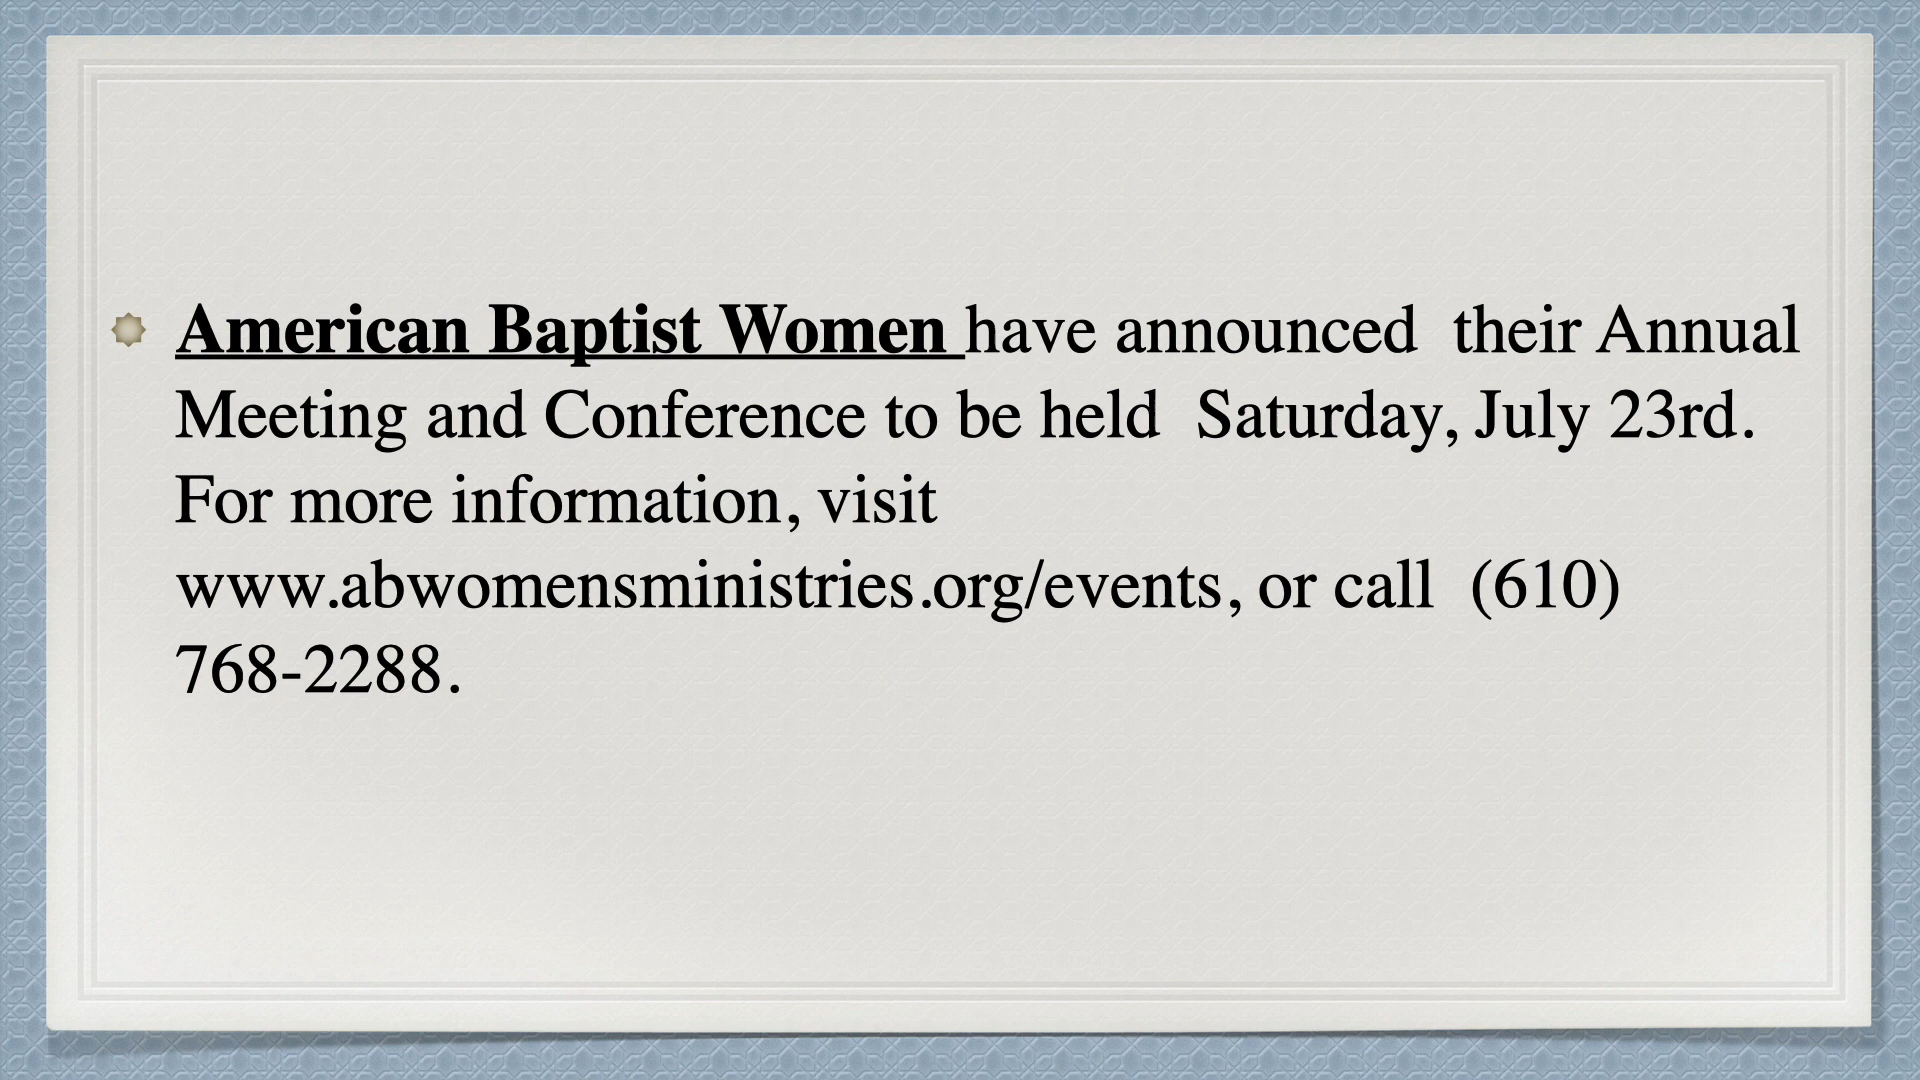 American Baptist Women have announced  their Annual
Meeting and Conference to be held  Saturday, July 23rd.
For more information, visit
www.abwomensministries.org/events, or call  (610)
768-2288.